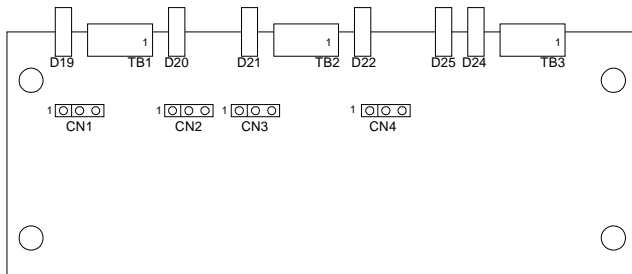 1 1 1
D19 TB1 D20 D21 TB2 D22 D25 D24 TB3
1 1 1 1
CN1 CN2 CN3 CN4